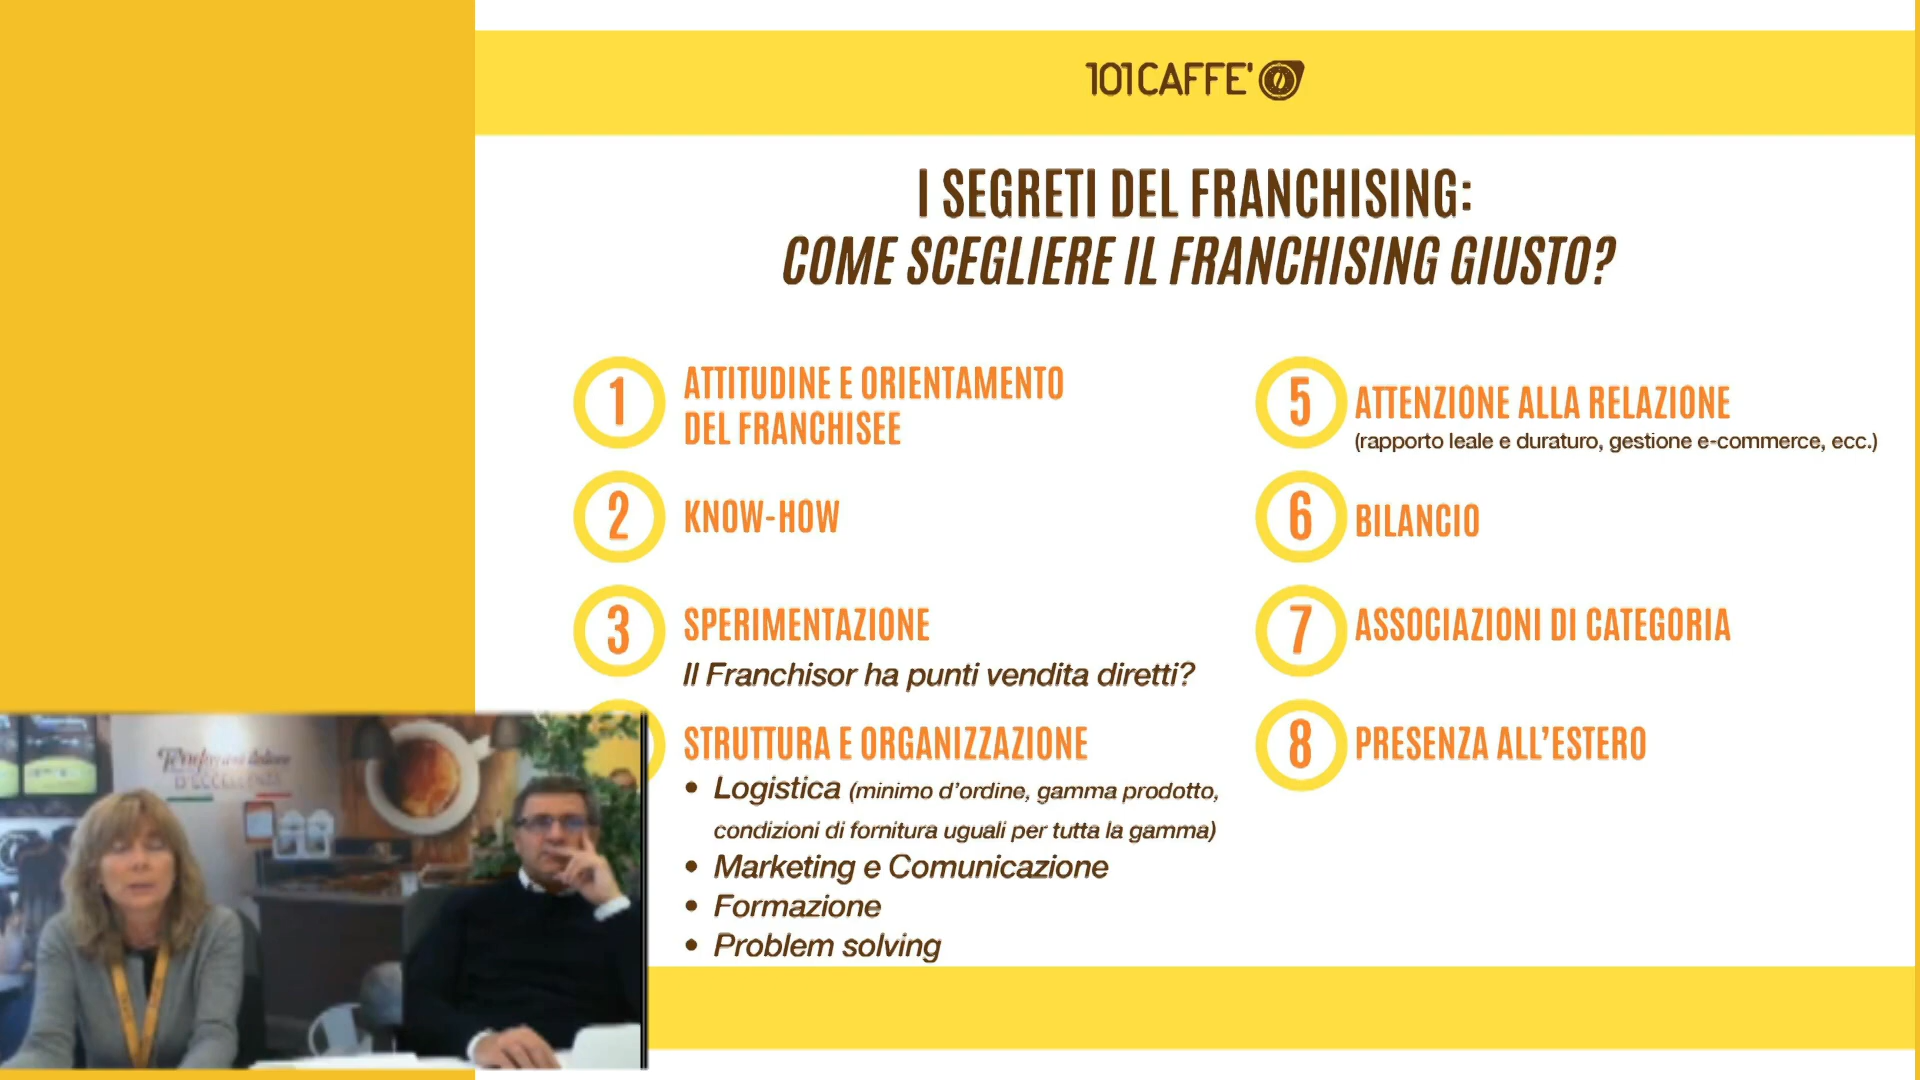 101CAFFE'
I SEGRETI DEL FRANCHISING:
COME SCEGLIERE IL FRANCHISING GIUSTO?
1
ATTITUDINE E ORIENTAMENTO
DEL FRANCHISEE
2
KNOW-HOW
3
SPERIMENTAZIONE
Il Franchisor ha punti vendita diretti?
STRUTTURA E ORGANIZZAZIONE
• Logistica (minimo d'ordine, gamma prodotto,
condizioni di fornitura uguali per tutta la gamma)
• Marketing e Comunicazione
• Formazione
• Problem solving
5
ATTENZIONE ALLA RELAZIONE
(rapporto leale e duraturo, gestione e-commerce, ecc.)
6
BILANCIO
7
ASSOCIAZIONI DI CATEGORIA
8
PRESENZA ALL'ESTERO
D'ECCELLENZA